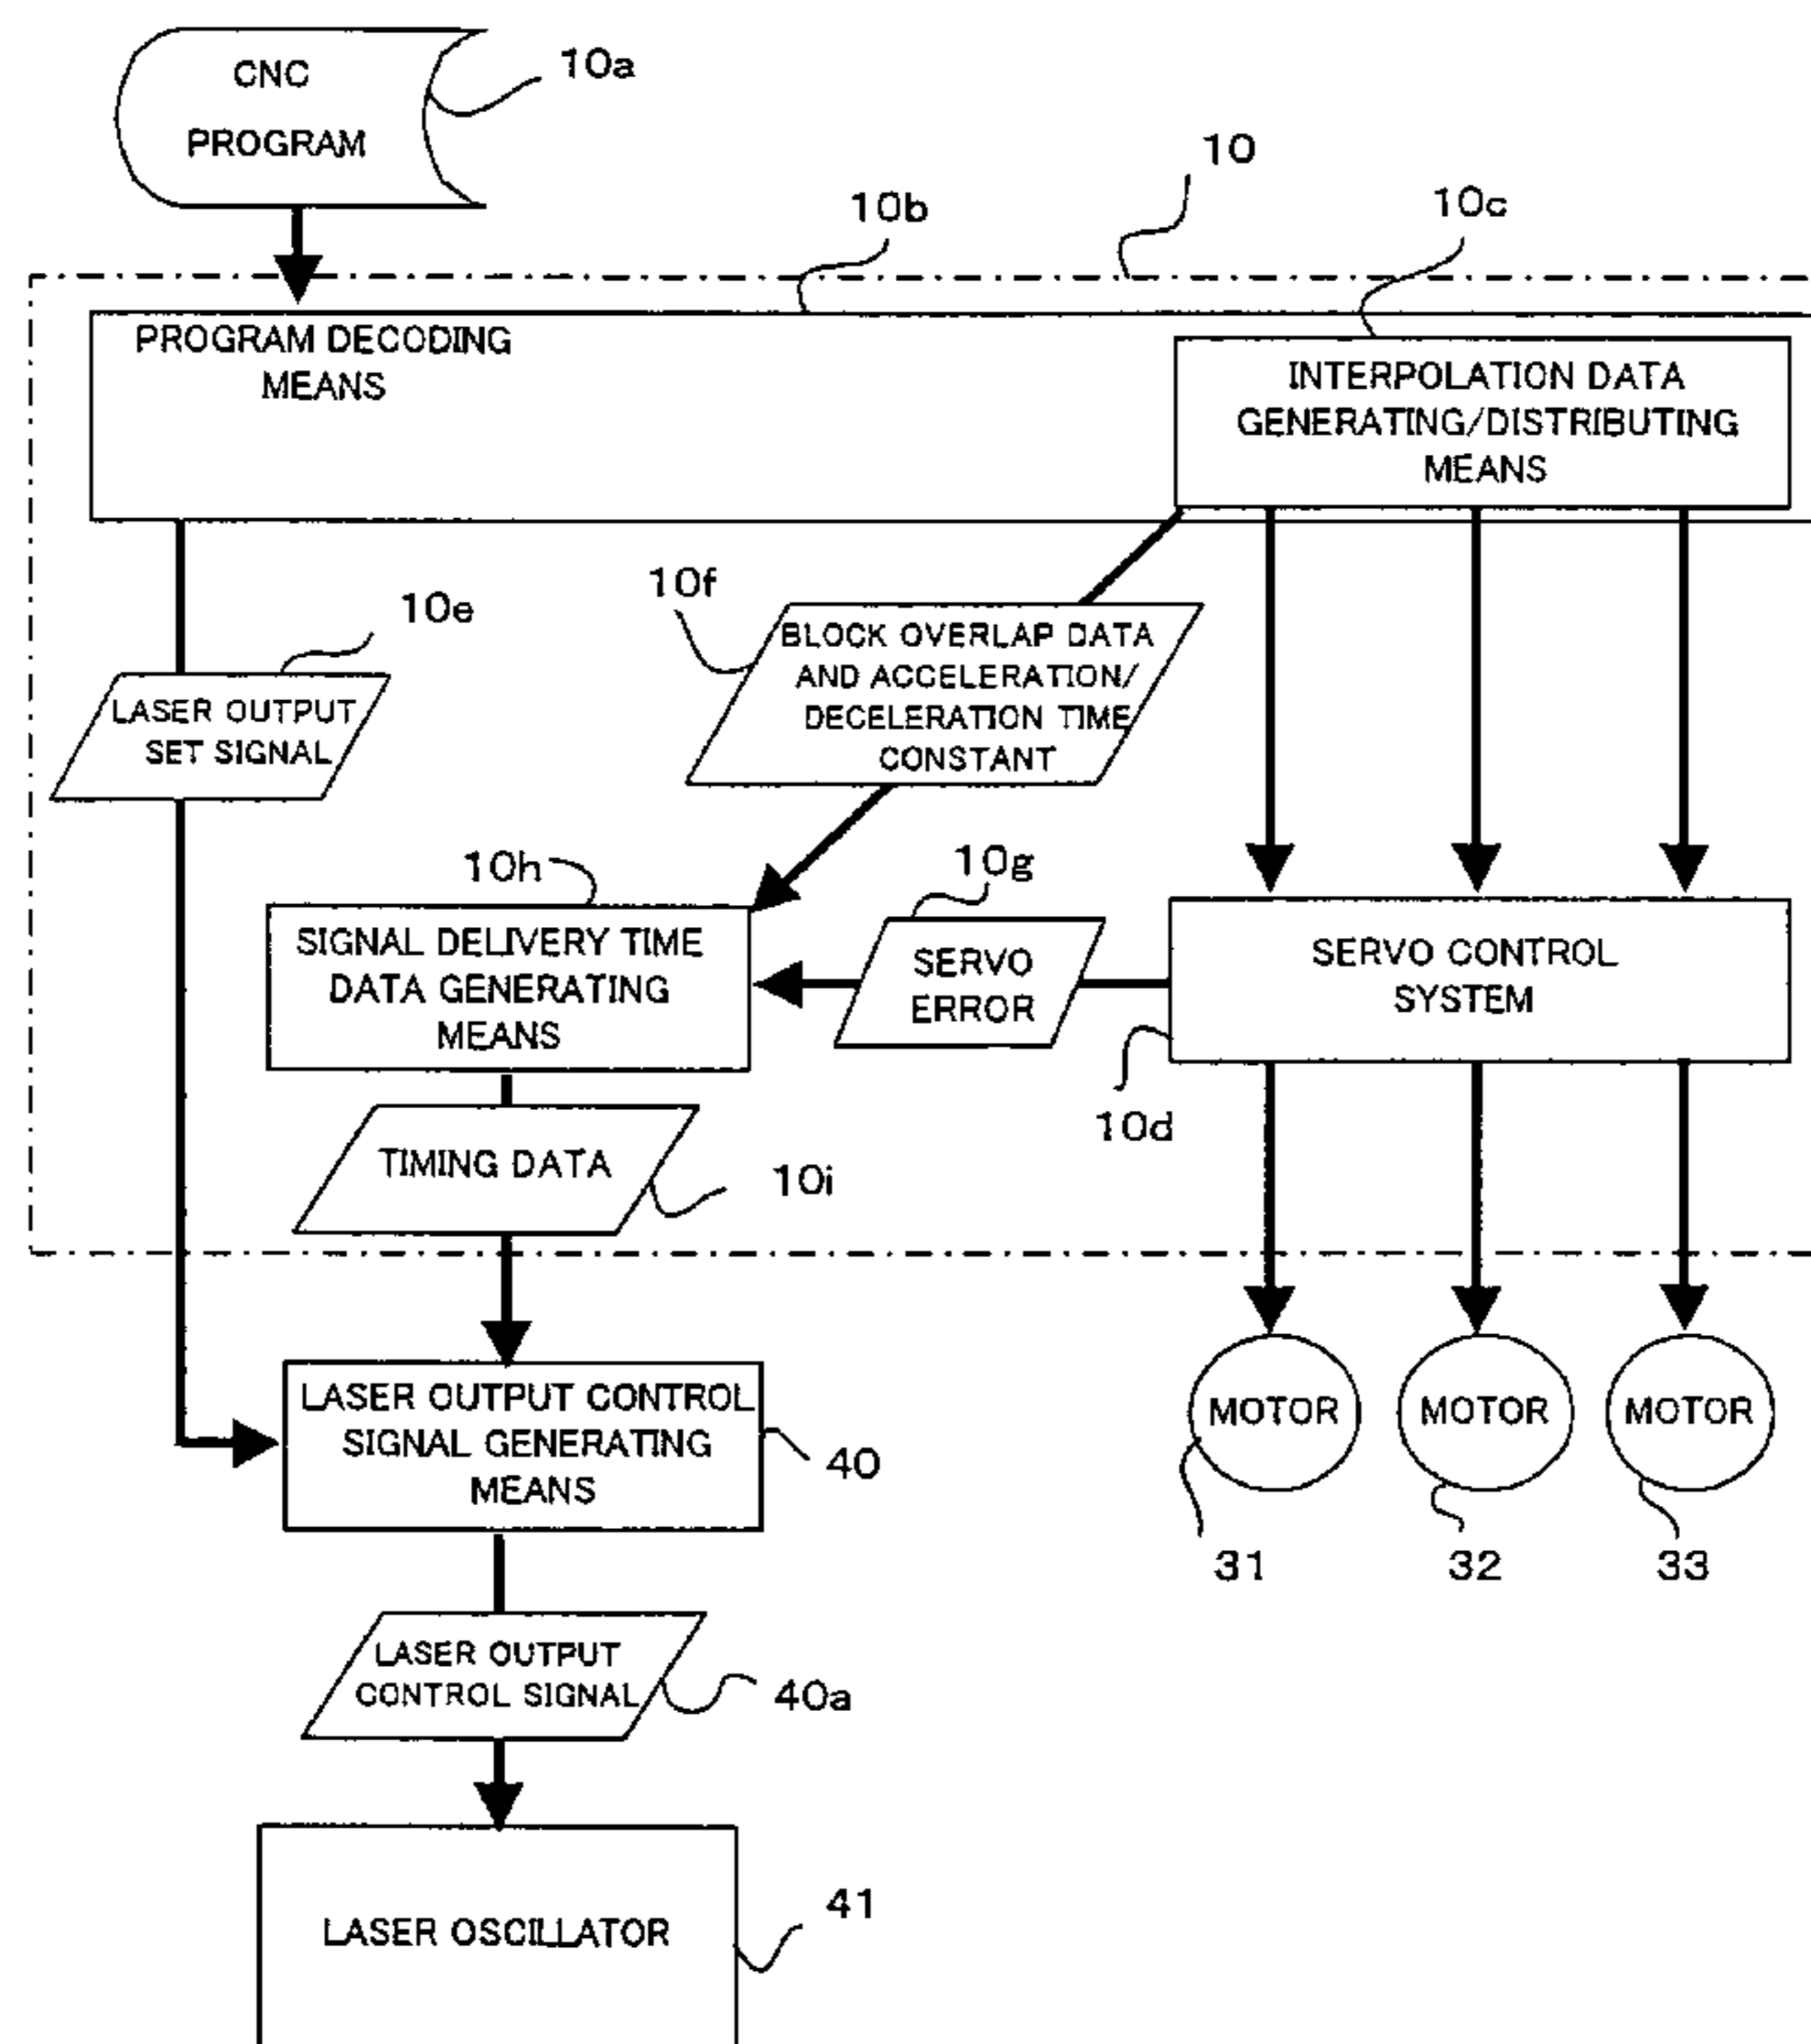 CNC
PROGRAM
10a
10
10b
10c
PROGRAM DECODING
MEANS
INTERPOLATION DATA
GENERATING/DISTRIBUTING
MEANS
10e
LASER OUTPUT
SET SIGNAL
10f
BLOCK OVERLAP DATA
AND ACCELERATION/
DECELERATION TIME
CONSTANT
10h
SIGNAL DELIVERY TIME
DATA GENERATING
MEANS
10g
SERVO
ERROR
SERVO CONTROL
SYSTEM
10d
TIMING DATA
10i
LASER OUTPUT CONTROL
SIGNAL GENERATING
MEANS
40
MOTOR
MOTOR
MOTOR
31
32
33
LASER OUTPUT
CONTROL SIGNAL
40a
LASER OSCILLATOR
41